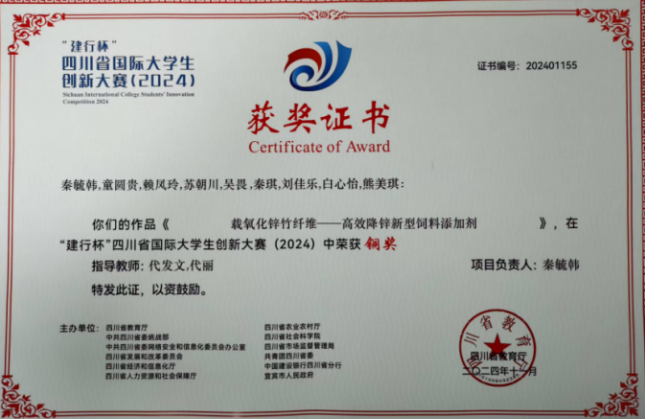 “建行杯”
四川省国际大学生
创新大赛(2024)
Sichuan International College Students' Innovation
Competition 2024
证书编号：202401155
获奖证书
Certificate of Award
秦毓韩,童圆贵,赖凤玲,苏朝川,吴畏,秦琪,刘佳乐,白心怡,熊美琪：
你们的作品《 载氧化锌竹纤维——高效降锌新型饲料添加剂 》，在
“建行杯”四川省国际大学生创新大赛（2024）中荣获 铜奖
指导教师：代发文,代丽 项目负责人：秦毓韩
特发此证，以资鼓励。
主办单位：四川省教育厅 四川省农业农村厅
中共四川省委统战部 四川省社会科学院
中共四川省委网络安全和信息化委员会办公室 四川省市场监督管理局
四川省发展和改革委员会 共青团四川省委
四川省经济和信息化厅 中国建设银行四川省分行
四川省人力资源和社会保障厅 宜宾市人民政府
四川省教育厅
四川省教育厅
二〇二四年十一月